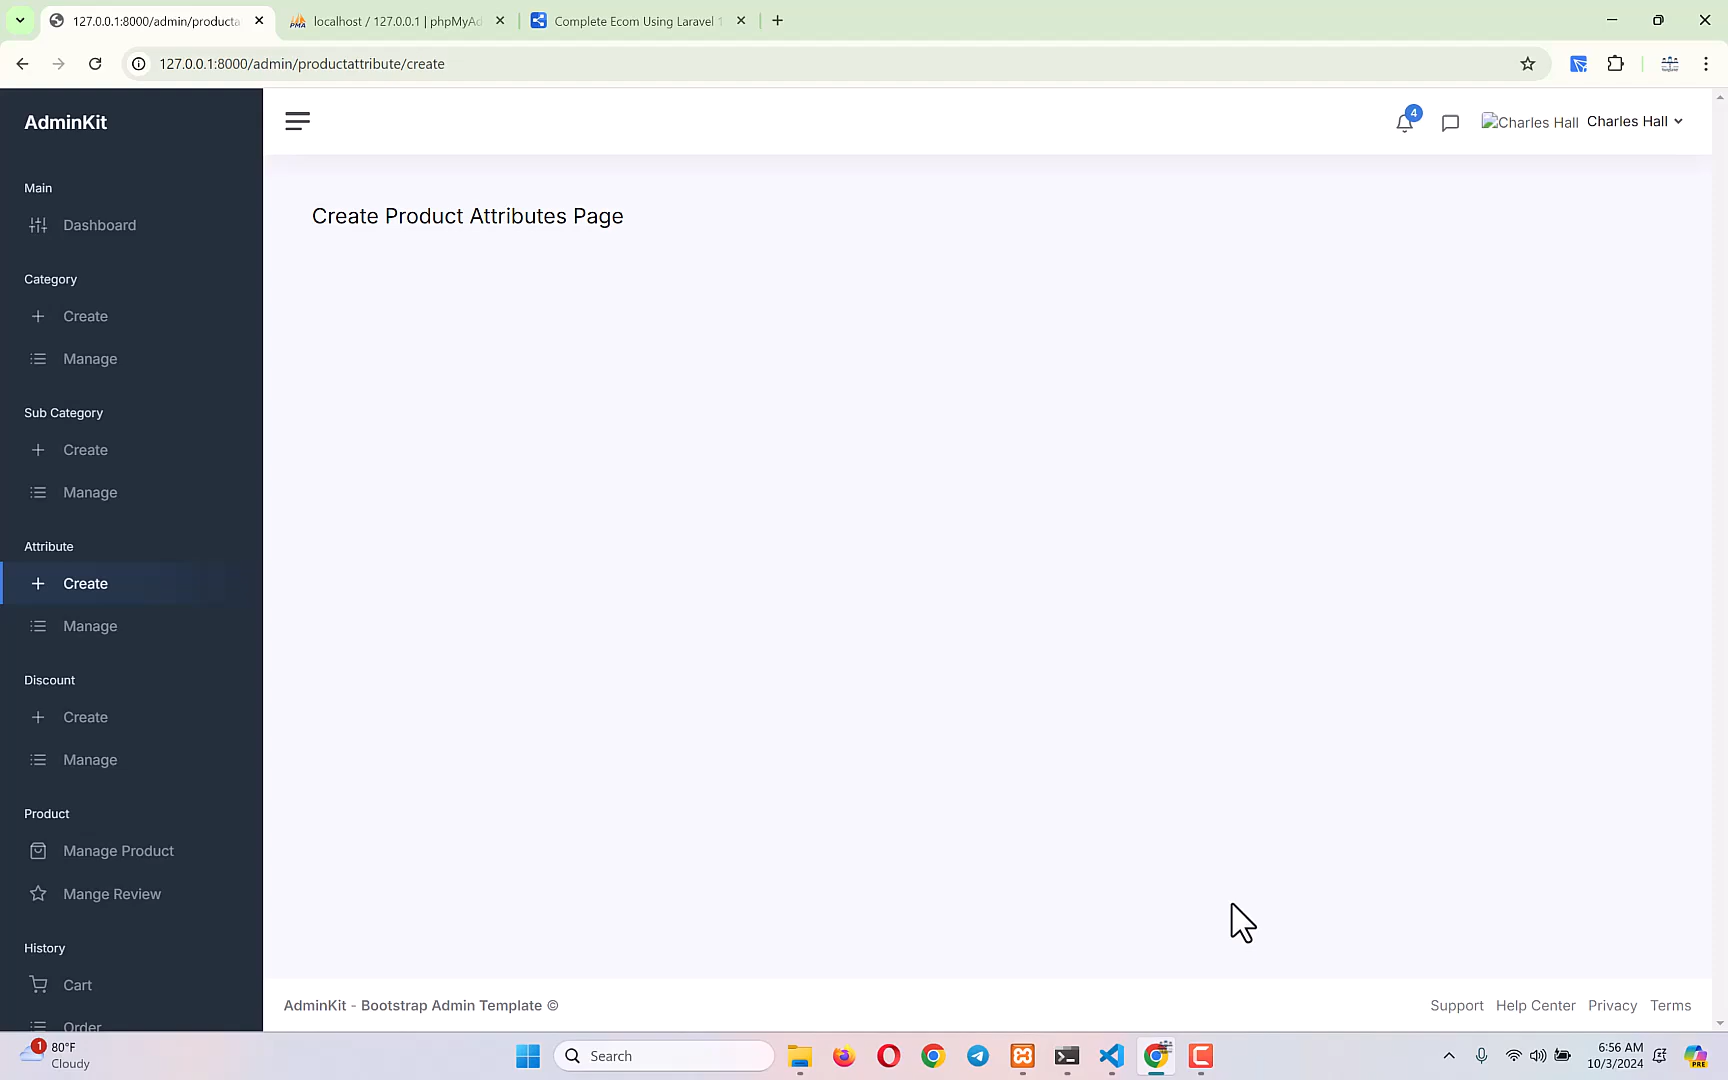 127.0.0.1:8000/admin/producta
localhost / 127.0.0.1 | phpMyAd
Complete Ecom Using Laravel 1
127.0.0.1:8000/admin/productattribute/create
AdminKit
4
Charles Hall
Charles Hall
Main
Dashboard
Create Product Attributes Page
Category
Create
Manage
Sub Category
Create
Manage
Attribute
Create
Manage
Discount
Create
Manage
Product
Manage Product
Mange Review
History
Cart
Order
AdminKit - Bootstrap Admin Template ©
Support Help Center Privacy Terms
1
80°F
Cloudy
Search
6:56 AM
10/3/2024
PRE